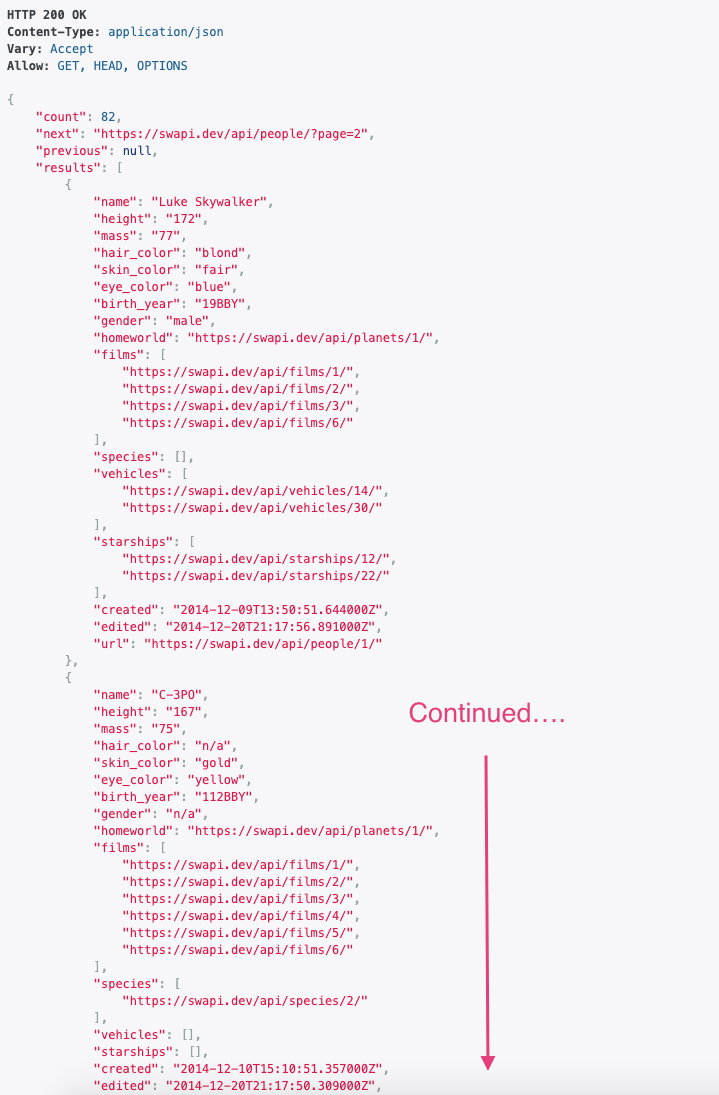 HTTP 200 OK
Content-Type: application/json
Vary: Accept
Allow: GET, HEAD, OPTIONS
{
    "count": 82,
    "next": "https://swapi.dev/api/people/?page=2",
    "previous": null,
    "results": [
        {
            "name": "Luke Skywalker",
            "height": "172",
            "mass": "77",
            "hair_color": "blond",
            "skin_color": "fair",
            "eye_color": "blue",
            "birth_year": "19BBY",
            "gender": "male",
            "homeworld": "https://swapi.dev/api/planets/1/",
            "films": [
                "https://swapi.dev/api/films/1/",
                "https://swapi.dev/api/films/2/",
                "https://swapi.dev/api/films/3/",
                "https://swapi.dev/api/films/6/"
            ],
            "species": [],
            "vehicles": [
                "https://swapi.dev/api/vehicles/14/",
                "https://swapi.dev/api/vehicles/30/"
            ],
            "starships": [
                "https://swapi.dev/api/starships/12/",
                "https://swapi.dev/api/starships/22/"
            ],
            "created": "2014-12-09T13:50:51.644000Z",
            "edited": "2014-12-20T21:17:56.891000Z",
            "url": "https://swapi.dev/api/people/1/"
        },
        {
            "name": "C-3PO",
            "height": "167",
            "mass": "75",
            "hair_color": "n/a",
            "skin_color": "gold",
            "eye_color": "yellow",
            "birth_year": "112BBY",
            "gender": "n/a",
            "homeworld": "https://swapi.dev/api/planets/1/",
            "films": [
                "https://swapi.dev/api/films/1/",
                "https://swapi.dev/api/films/2/",
                "https://swapi.dev/api/films/3/",
                "https://swapi.dev/api/films/4/",
                "https://swapi.dev/api/films/5/",
                "https://swapi.dev/api/films/6/"
            ],
            "species": [
                "https://swapi.dev/api/species/2/"
            ],
            "vehicles": [],
            "starships": [],
            "created": "2014-12-10T15:10:51.357000Z",
            "edited": "2014-12-20T21:17:50.309000Z",
Continued....